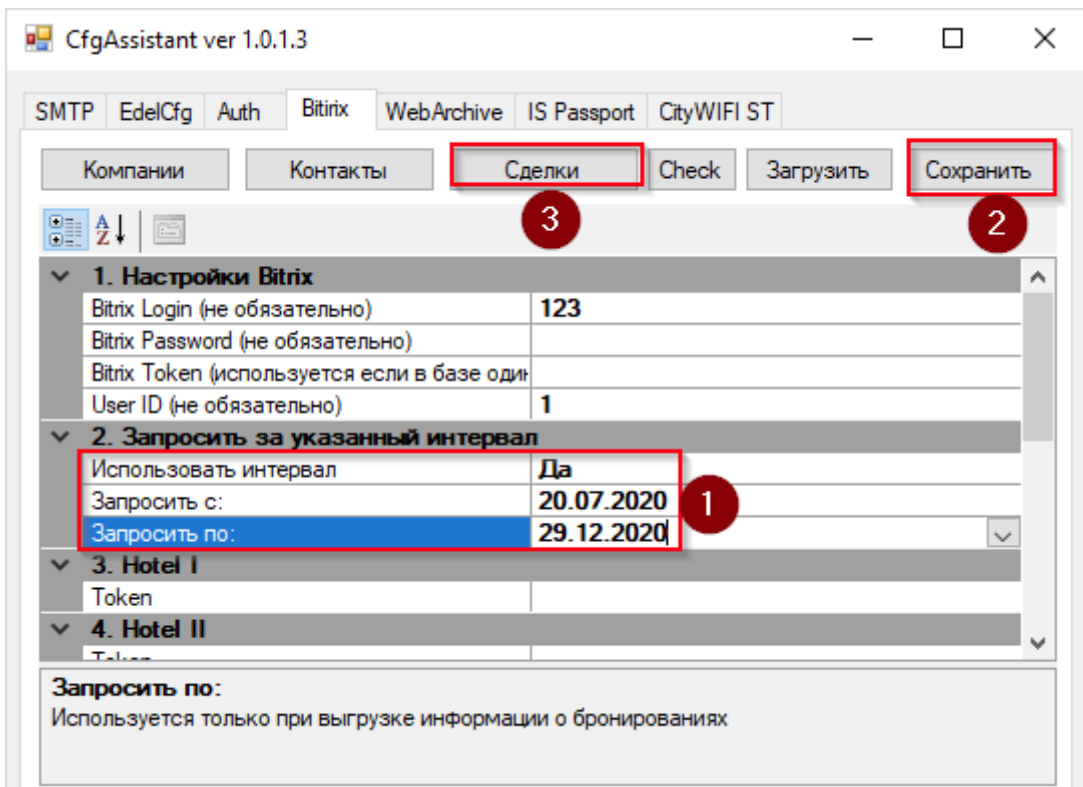 CfgAssistant ver 1.0.1.3
SMTP EdelCfg Auth Bitirix WebArchive IS Passport CityWIFI ST
Компании Контакты Сделки Check Загрузить Сохранить
3
2
1. Настройки Bitrix
Bitrix Login (не обязательно) 123
Bitrix Password (не обязательно)
Bitrix Token (используется если в базе
User ID (не обязательно) 1
2. Запросить за указанный интервал
Использовать интервал Да
Запросить с: 20.07.2020
1
Запросить по: 29.12.2020
3. Hotel I
Token
4. Hotel II
Запросить по:
Используется только при выгрузке информации о бронированиях